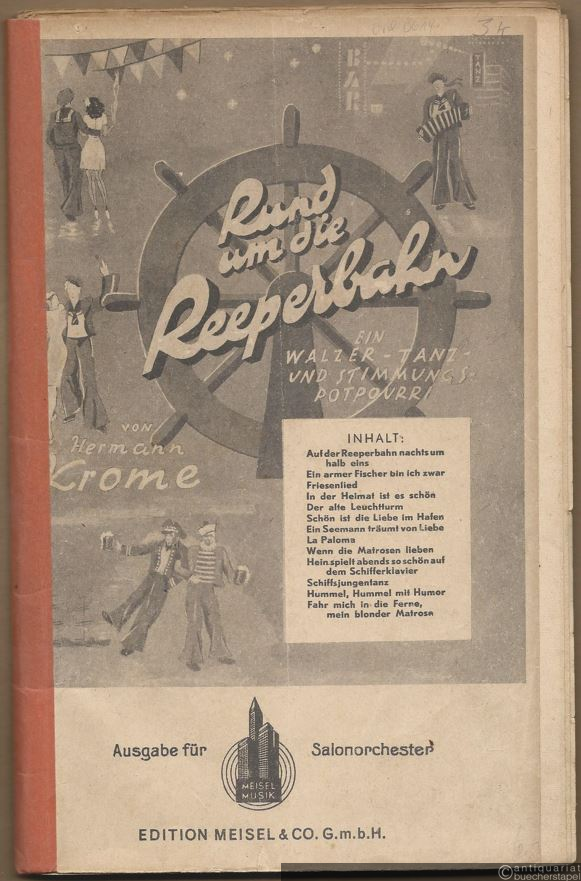 34
BAR
TANZ
Rund
um die
Reeperbahn
EIN
WALZER - TANZ -
UND STIMMUNGS-
POTPOURRI
VON
Hermann
Krome
INHALT:
Auf der Reeperbahn nachts um
halb eins
Ein armer Fischer bin ich zwar
Friesenlied
In der Heimat ist es schön
Der alte Leuchtturm
Schön ist die Liebe im Hafen
Ein Seemann träumt von Liebe
La Paloma
Wenn die Matrosen lieben
Hein spielt abends so schön auf
dem Schifferklavier
Schiffsjungentanz
Hummel, Hummel mit Humor
Fahr mich in die Ferne,
mein blonder Matrose
Ausgabe für Salonorchester
MEISEL
MUSIK
EDITION MEISEL & CO. G.m.b.H.
antiquariat
buecherstapel